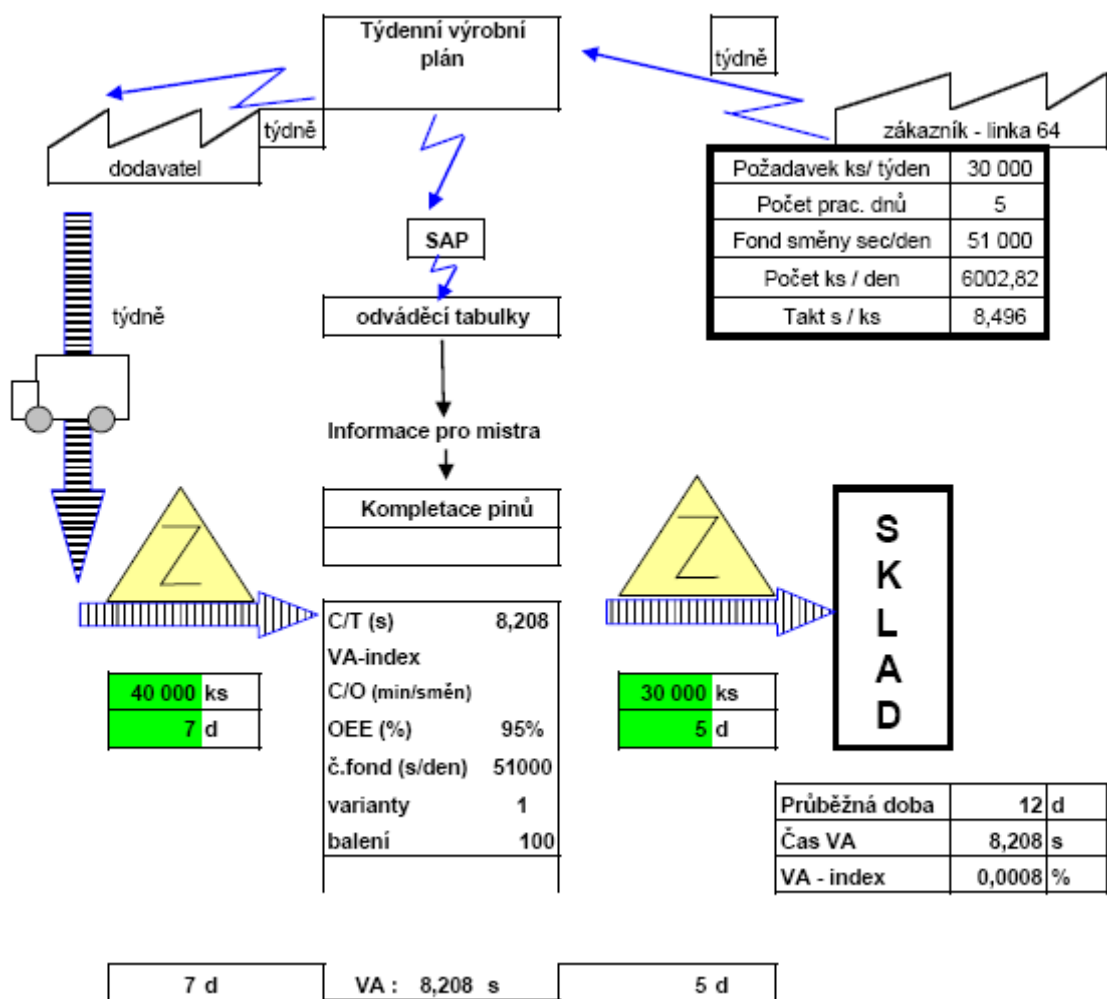 Týdenní výrobní
plán
týdně
týdně
dodavatel
zákazník - linka 64
Požadavek ks/ týden 30 000
Počet prac. dnů 5
Fond směny sec/den 51 000
Počet ks / den 6002,82
Takt s / ks 8,496
SAP
týdně
odváděcí tabulky
Informace pro mistra
Kompletace pinů
Z
Z
S
K
L
A
D
C/T (s) 8,208
VA-index
C/O (min/směn)
OEE (%) 95%
č.fond (s/den) 51000
varianty 1
balení 100
40 000 ks
7 d
30 000 ks
5 d
Průběžná doba 12 d
Čas VA 8,208 s
VA - index 0,0008 %
7 d VA : 8,208 s 5 d